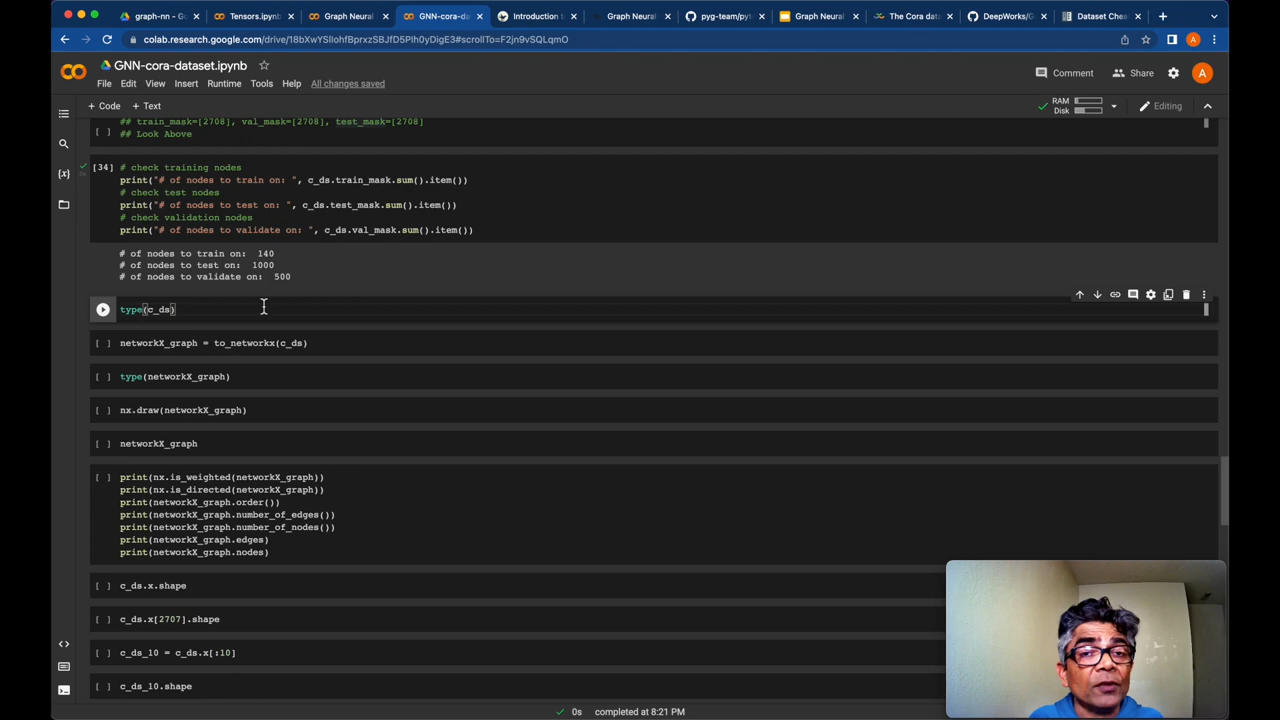 graph-nn - Go
Tensors.ipynb
Graph Neural
GNN-cora-dat
Introduction to
Graph Neural
pyg-team/pyt
Graph Neural
The Cora dat
DeepWorks/G
Dataset Chea
colab.research.google.com/drive/18bXwYSIlohfBprxzSBJfD5Plh0yDigE3#scrollTo=F2jn9vSQLqmO
A
GNN-cora-dataset.ipynb
File Edit View Insert Runtime Tools Help All changes saved
Comment
Share
A
+ Code + Text
RAM
Disk
Editing
## train_mask=[2708], val_mask=[2708], test_mask=[2708]
[ ] ## Look Above
[34] # check training nodes
print("# of nodes to train on: ", c_ds.train_mask.sum().item())
# check test nodes
print("# of nodes to test on: ", c_ds.test_mask.sum().item())
# check validation nodes
print("# of nodes to validate on: ", c_ds.val_mask.sum().item())
# of nodes to train on:  140
# of nodes to test on:  1000
# of nodes to validate on:  500
type(c_ds)
[ ] networkX_graph = to_networkx(c_ds)
[ ] type(networkX_graph)
[ ] nx.draw(networkX_graph)
[ ] networkX_graph
[ ] print(nx.is_weighted(networkX_graph))
print(nx.is_directed(networkX_graph))
print(networkX_graph.order())
print(networkX_graph.number_of_edges())
print(networkX_graph.number_of_nodes())
print(networkX_graph.edges)
print(networkX_graph.nodes)
[ ] c_ds.x.shape
[ ] c_ds.x[2707].shape
[ ] c_ds_10 = c_ds.x[:10]
[ ] c_ds_10.shape
0s completed at 8:21 PM